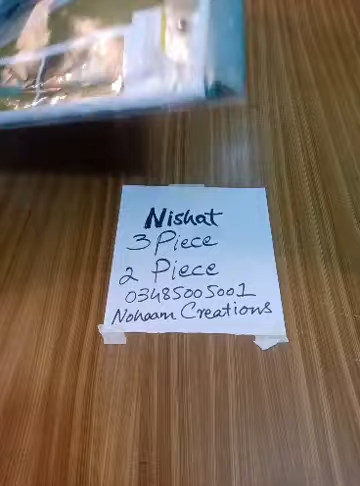 Nishat
3 Piece
2 Piece
03485005001
Nohaam Creations